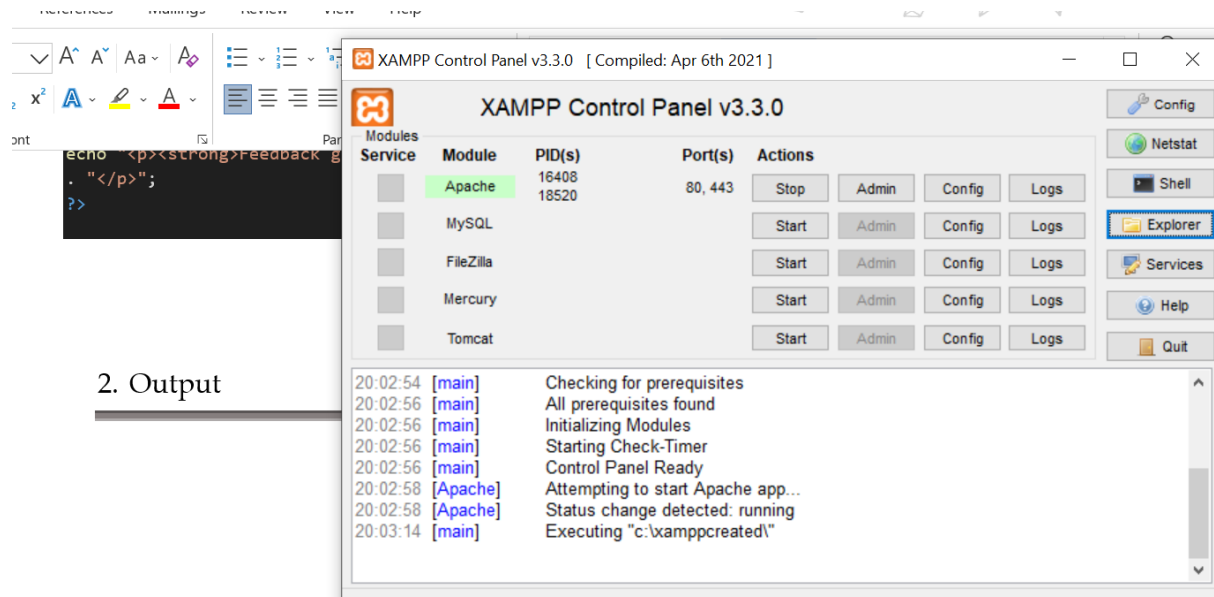 References Mailings Review View Help
A^ A˅ Aa A
x² A A
ont
Par
echo "<p><strong>Feedback g
. "</p>";
?>
2. Output
XAMPP Control Panel v3.3.0 [ Compiled: Apr 6th 2021 ]
XAMPP Control Panel v3.3.0
Modules
Service Module PID(s) Port(s) Actions
Apache 16408 18520 80, 443 Stop Admin Config Logs
MySQL Start Admin Config Logs
FileZilla Start Admin Config Logs
Mercury Start Admin Config Logs
Tomcat Start Admin Config Logs
Config
Netstat
Shell
Explorer
Services
Help
Quit
20:02:54 [main] Checking for prerequisites
20:02:56 [main] All prerequisites found
20:02:56 [main] Initializing Modules
20:02:56 [main] Starting Check-Timer
20:02:56 [main] Control Panel Ready
20:02:58 [Apache] Attempting to start Apache app...
20:02:58 [Apache] Status change detected: running
20:03:14 [main] Executing "c:\xamppcreated\"